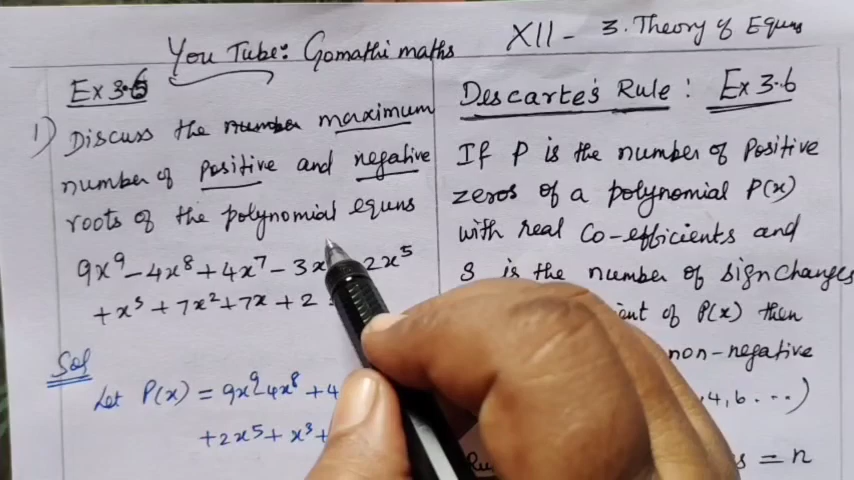 You Tube: Gomathi maths
XII - 3. Theory of Equns
Ex 3.6
1) Discuss the number maximum
number of positive and negative
roots of the polynomial equns
9x⁹ - 4x⁸ + 4x⁷ - 3x 2x⁵
+ x³ + 7x² + 7x + 2
Sol
Let P(x) = 9x⁹ 4x⁸ + 4
+2x⁵ + x³ +
Descarte's Rule : Ex 3.6
If P is the number of Positive
zeros of a polynomial P(x)
with real Co-efficients and
S is the number of sign changes
of P(x) then
non-negative
4, 6 ...)
= n